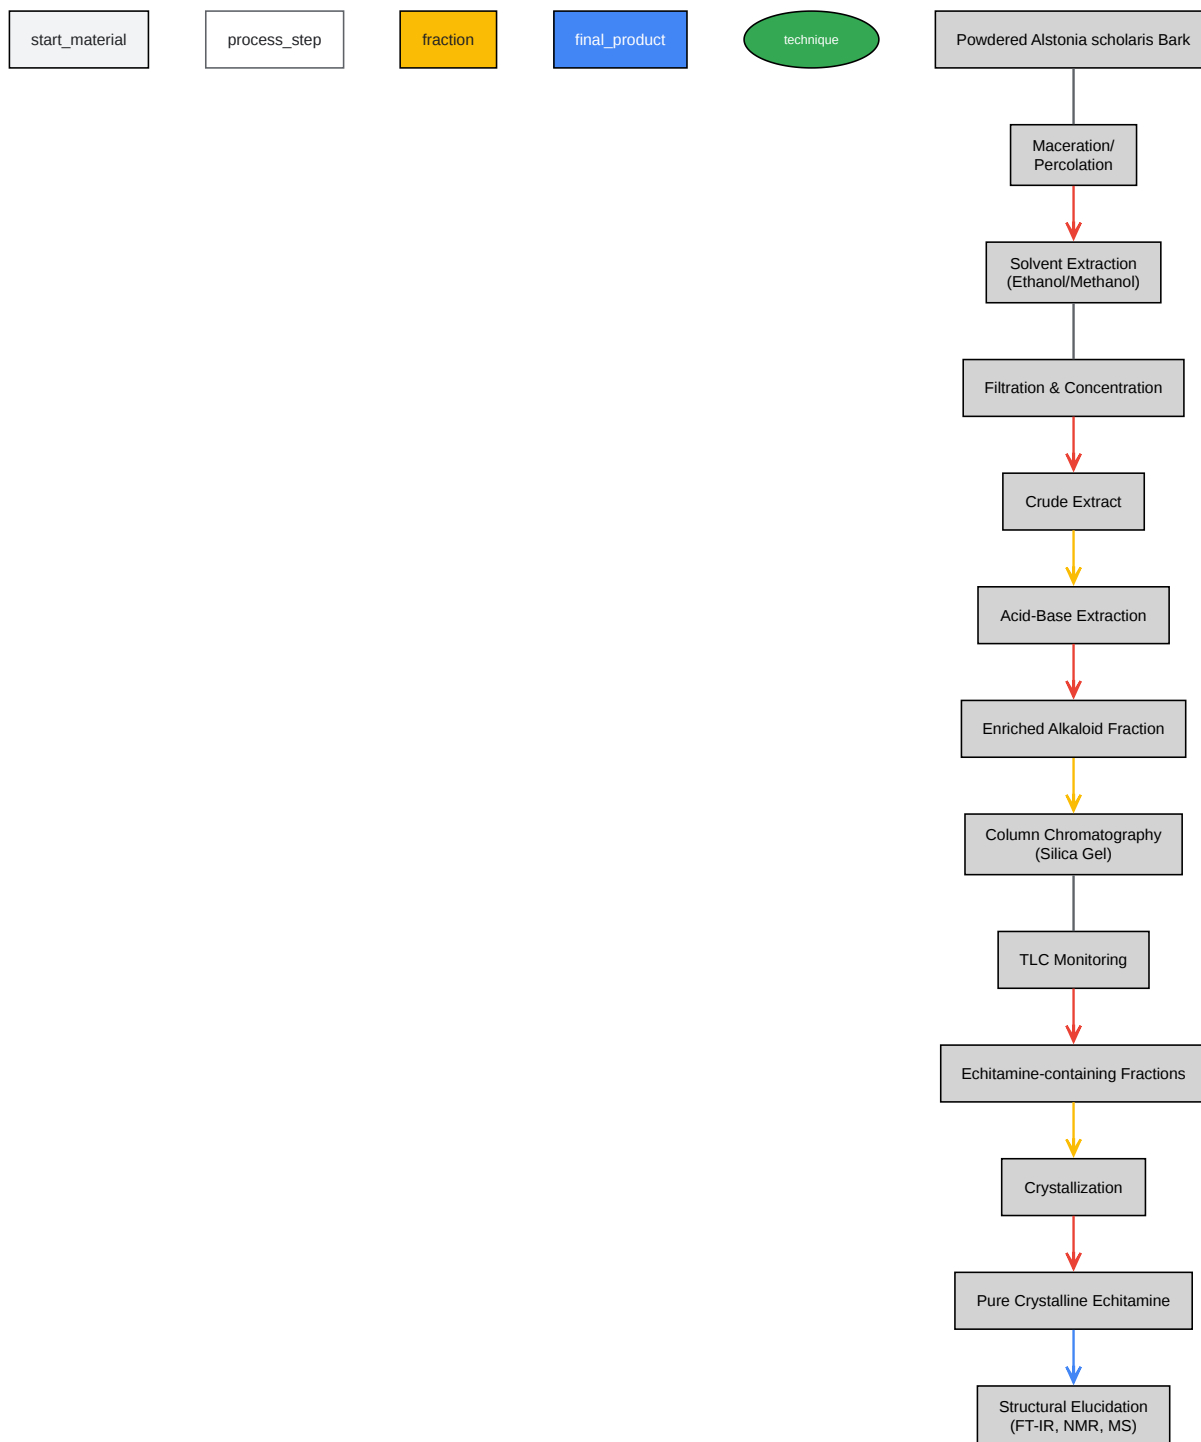 start_material
process_step
fraction
final_product
technique
Powdered Alstonia scholaris Bark
Maceration/
Percolation
Solvent Extraction
(Ethanol/Methanol)
Filtration & Concentration
Crude Extract
Acid-Base Extraction
Enriched Alkaloid Fraction
Column Chromatography
(Silica Gel)
TLC Monitoring
Echitamine-containing Fractions
Crystallization
Pure Crystalline Echitamine
Structural Elucidation
(FT-IR, NMR, MS)